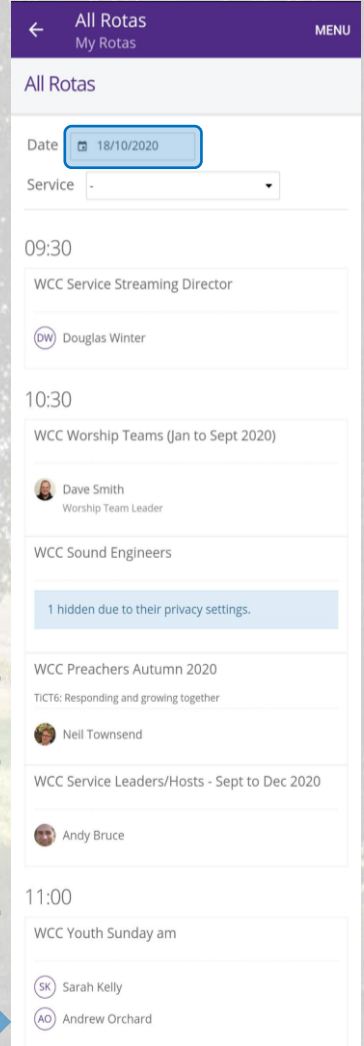 All Rotas
My Rotas
MENU
All Rotas
Date 18/10/2020
Service -
09:30
WCC Service Streaming Director
DW Douglas Winter
10:30
WCC Worship Teams (Jan to Sept 2020)
Dave Smith
Worship Team Leader
WCC Sound Engineers
1 hidden due to their privacy settings.
WCC Preachers Autumn 2020
TiCT6: Responding and growing together
Neil Townsend
WCC Service Leaders/Hosts - Sept to Dec 2020
Andy Bruce
11:00
WCC Youth Sunday am
SK Sarah Kelly
AO Andrew Orchard